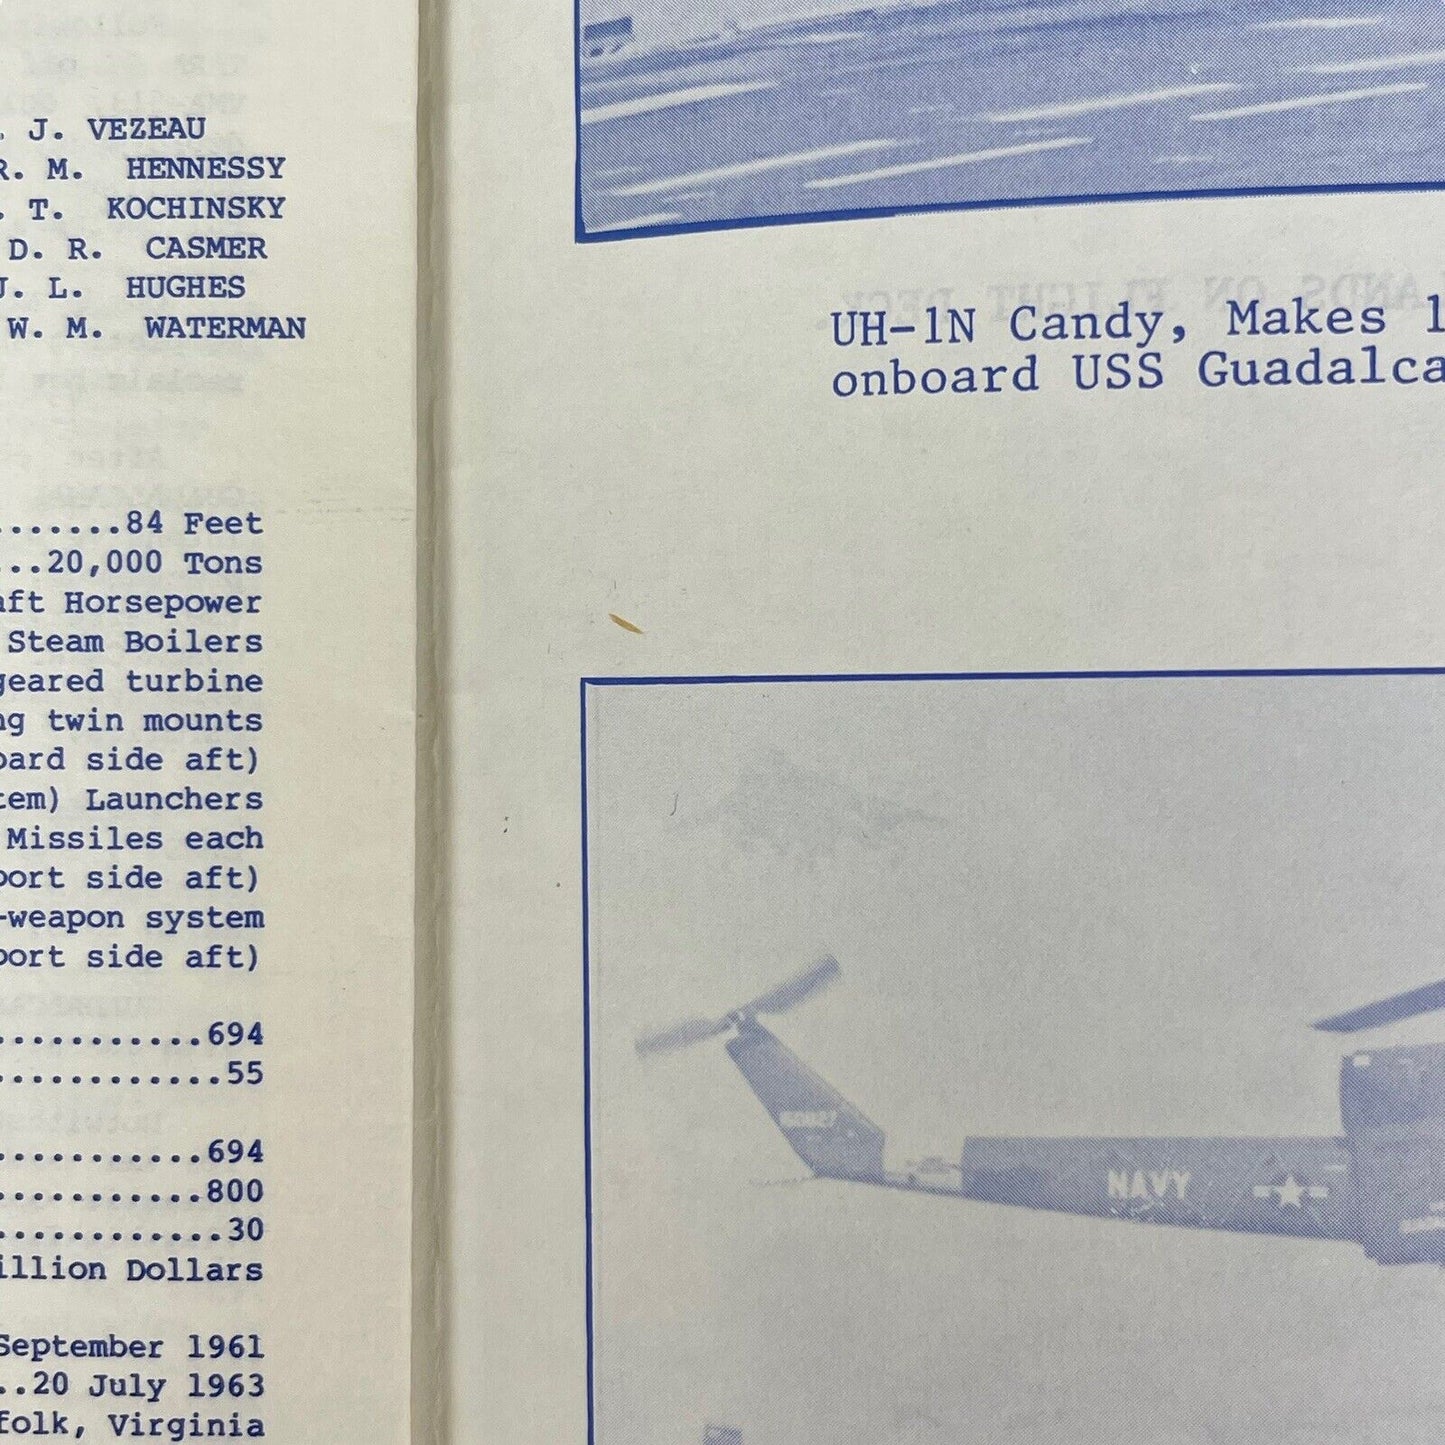 . J. VEZEAU
R. M. HENNESSY
. T. KOCHINSKY
D. R. CASMER
J. L. HUGHES
W. M. WATERMAN
.......84 Feet
...20,000 Tons
aft Horsepower
Steam Boilers
geared turbine
ng twin mounts
oard side aft)
tem) Launchers
Missiles each
port side aft)
-weapon system
port side aft)
...........694
............55
...........694
...........800
............30
illion Dollars
September 1961
..20 July 1963
folk, Virginia
UH-1N Candy, Makes 1
onboard USS Guadalca
NAVY